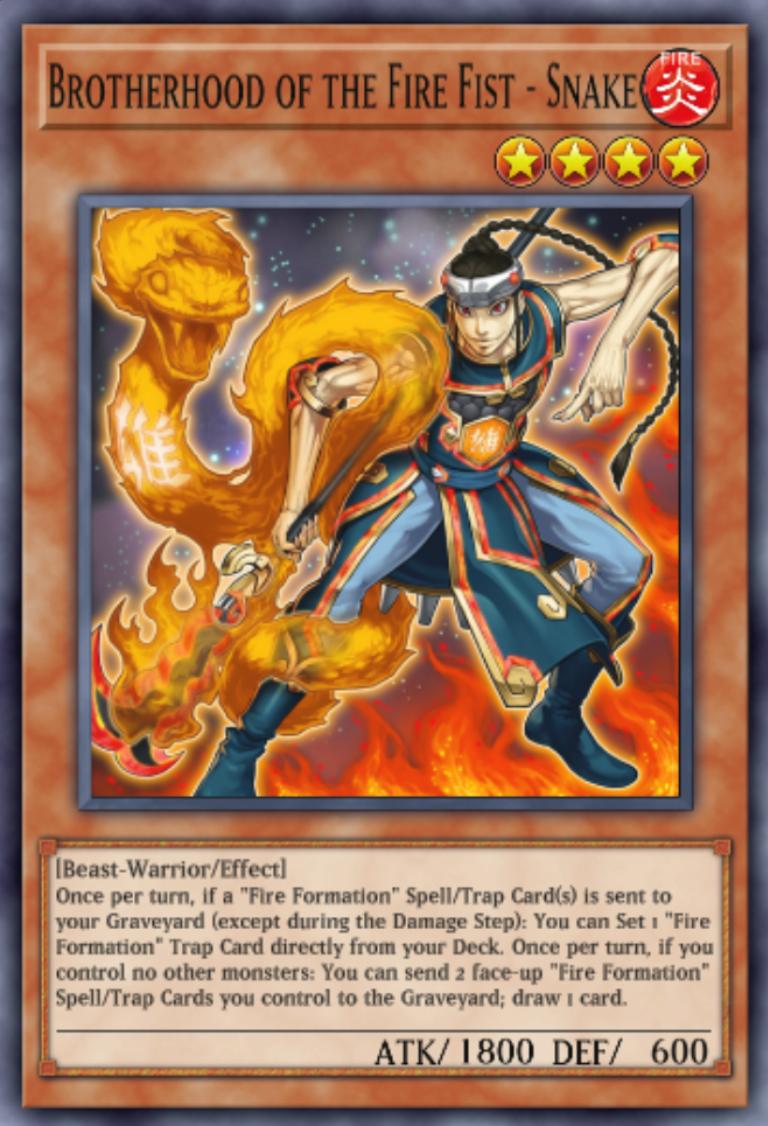 BROTHERHOOD OF THE FIRE FIST - SNAKE
FIRE
炎
雄
雄
[Beast-Warrior/Effect]
Once per turn, if a "Fire Formation" Spell/Trap Card(s) is sent to
your Graveyard (except during the Damage Step): You can Set 1 "Fire
Formation" Trap Card directly from your Deck. Once per turn, if you
control no other monsters: You can send 2 face-up "Fire Formation"
Spell/Trap Cards you control to the Graveyard; draw 1 card.
ATK/ 1800 DEF/ 600